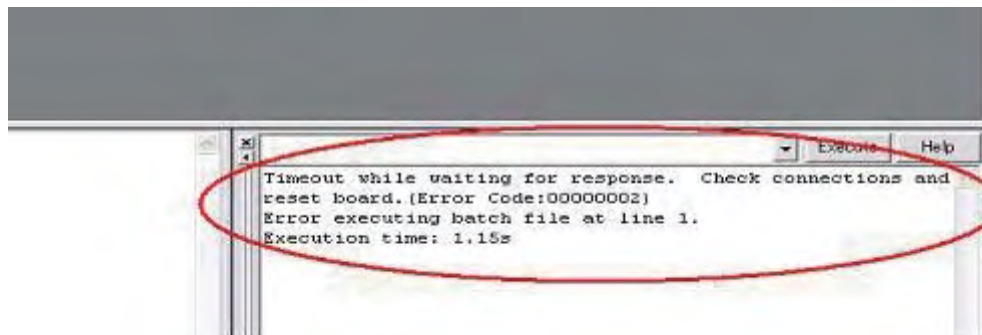 Execute Help
Timeout while waiting for response. Check connections and
reset board.(Error Code:00000002)
Error executing batch file at line 1.
Execution time: 1.15s